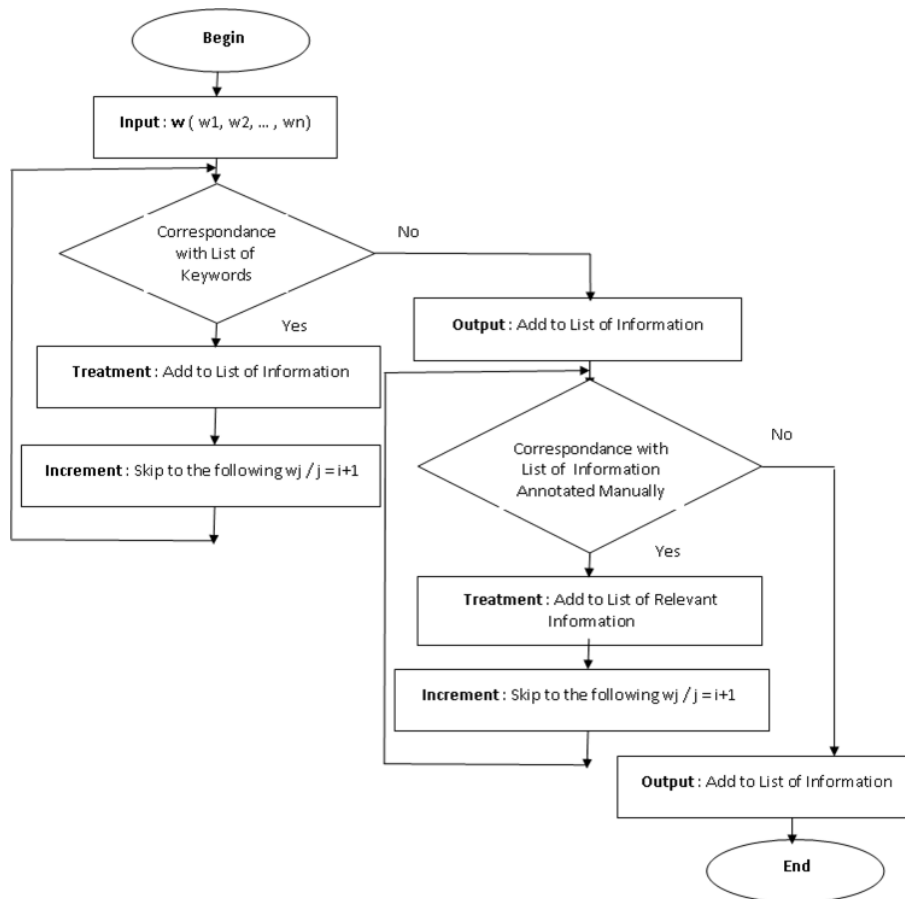 Begin
Input : w ( w1, w2, ... , wn)
Correspondance
with List of
Keywords
No
Yes
Treatment : Add to List of Information
Increment : Skip to the following wj / j = i+1
Output : Add to List of Information
Correspondance with
List of Information
Annotated Manually
No
Yes
Treatment : Add to List of Relevant
Information
Increment : Skip to the following wj / j = i+1
Output : Add to List of Information
End